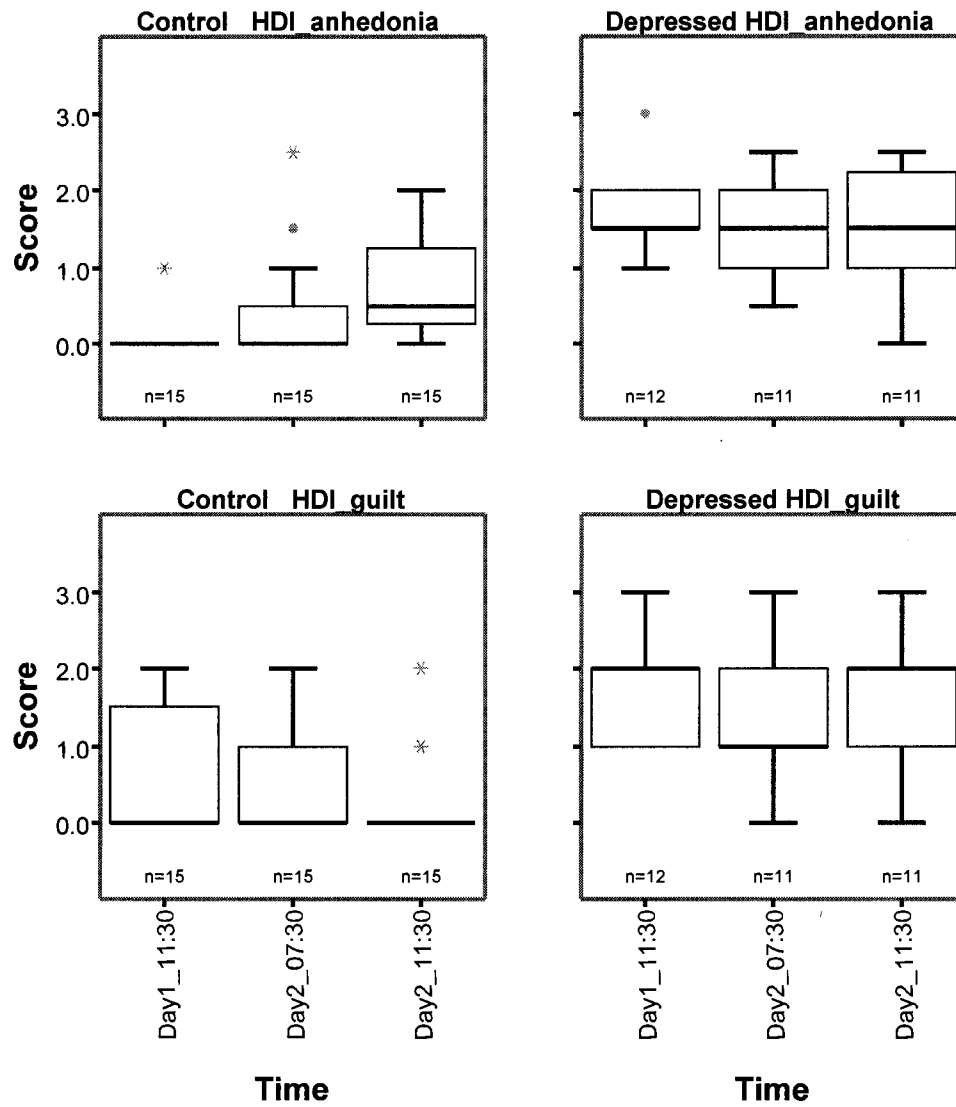 Control HDI_anhedonia
Depressed HDI_anhedonia
Score
3.0
2.0
1.0
0.0
n=15
n=15
n=15
n=12
n=11
n=11
Control HDI_guilt
Depressed HDI_guilt
Score
3.0
2.0
1.0
0.0
n=15
n=15
n=15
n=12
n=11
n=11
Day1_11:30
Day2_07:30
Day2_11:30
Day1_11:30
Day2_07:30
Day2_11:30
Time
Time